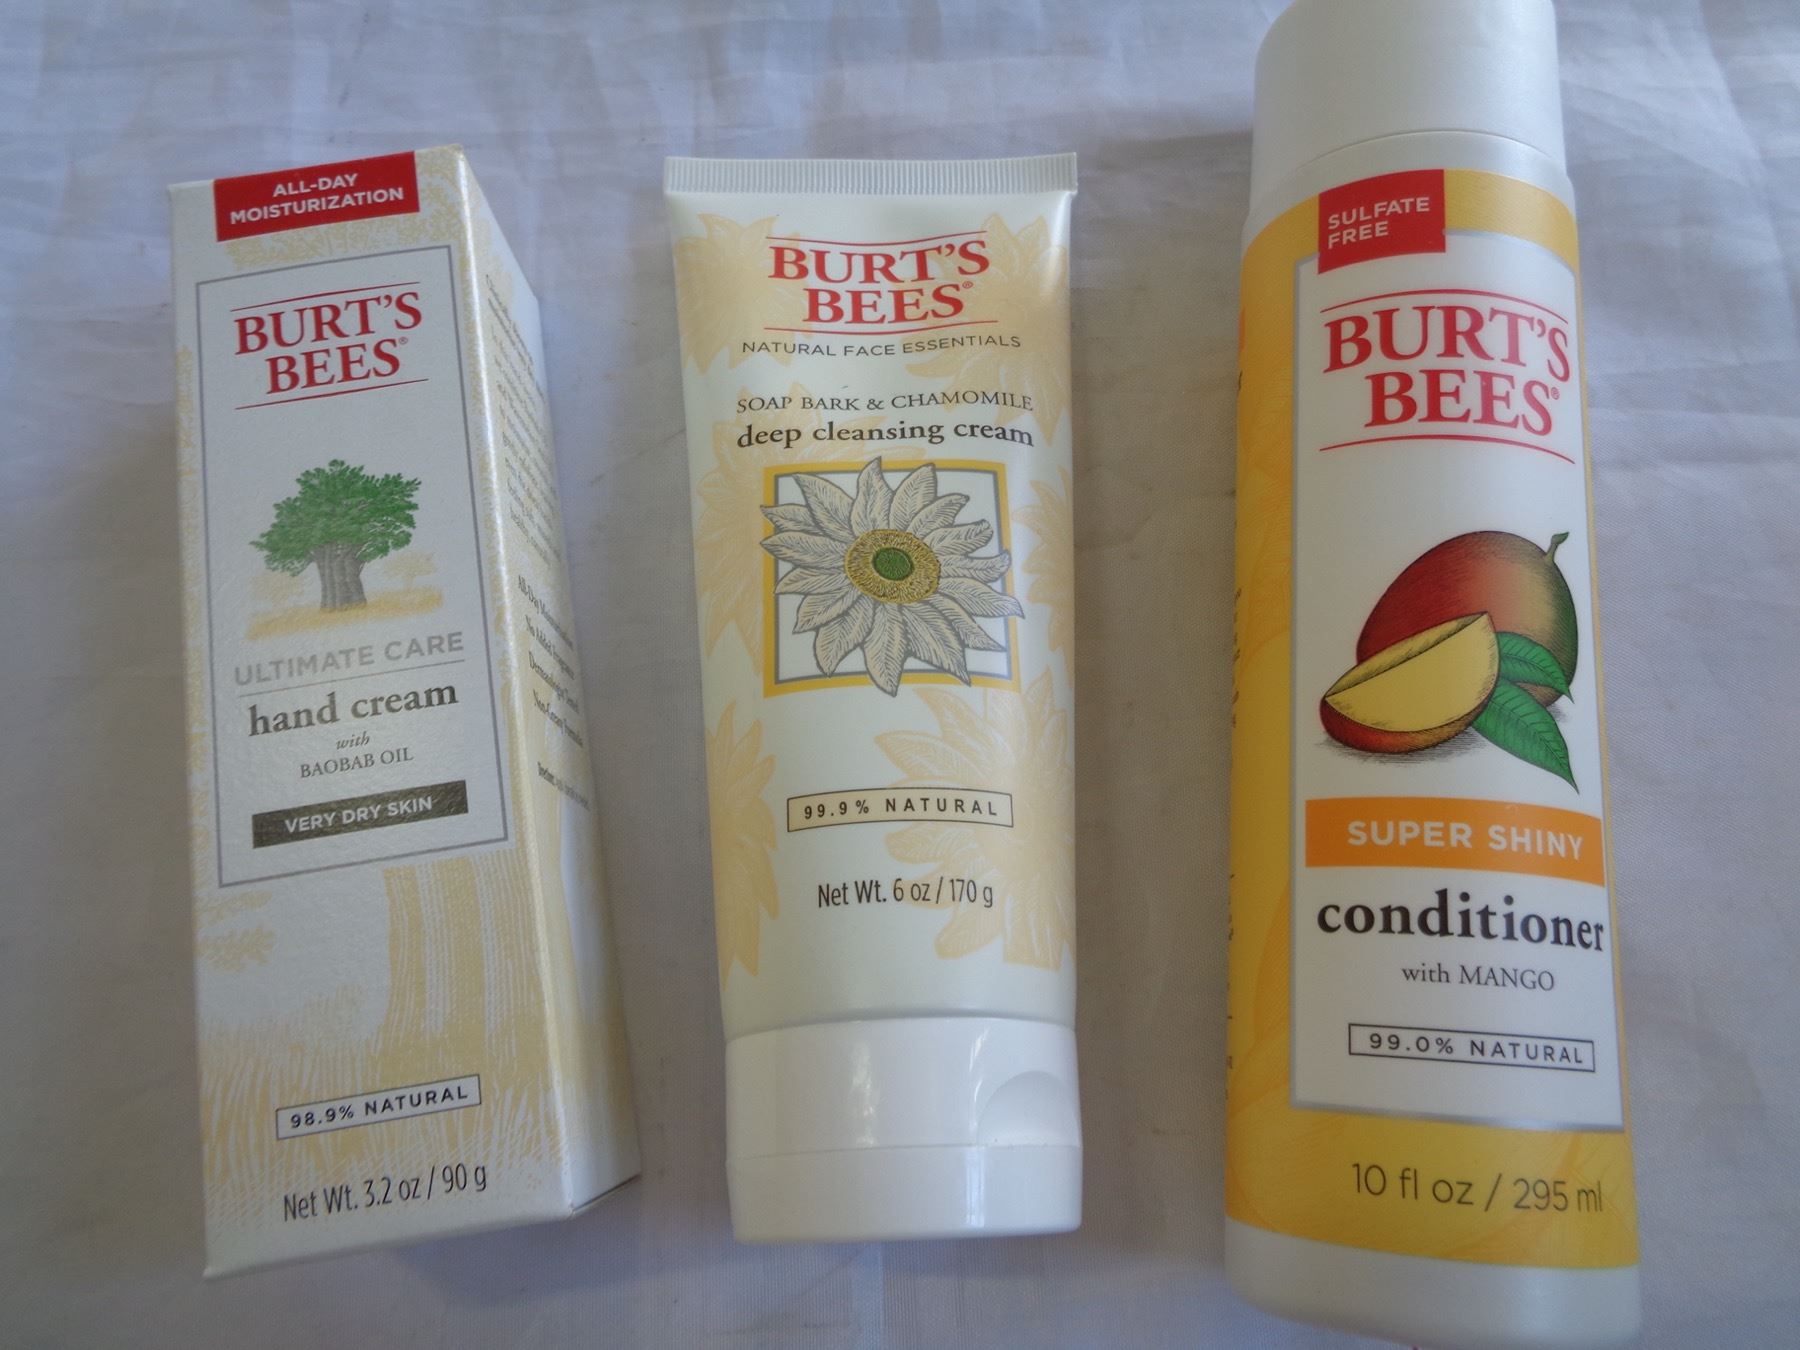 ALL-DAY
MOISTURIZATION
BURT'S
BEES®
ULTIMATE CARE
hand cream
with
BAOBAB OIL
VERY DRY SKIN
98.9% NATURAL
Net Wt. 3.2 oz / 90 g
BURT'S
BEES®
NATURAL FACE ESSENTIALS
SOAP BARK & CHAMOMILE
deep cleansing cream
99.9% NATURAL
Net Wt. 6 oz / 170 g
SULFATE
FREE
BURT'S
BEES®
SUPER SHINY
conditioner
with MANGO
99.0% NATURAL
10 fl oz / 295 ml